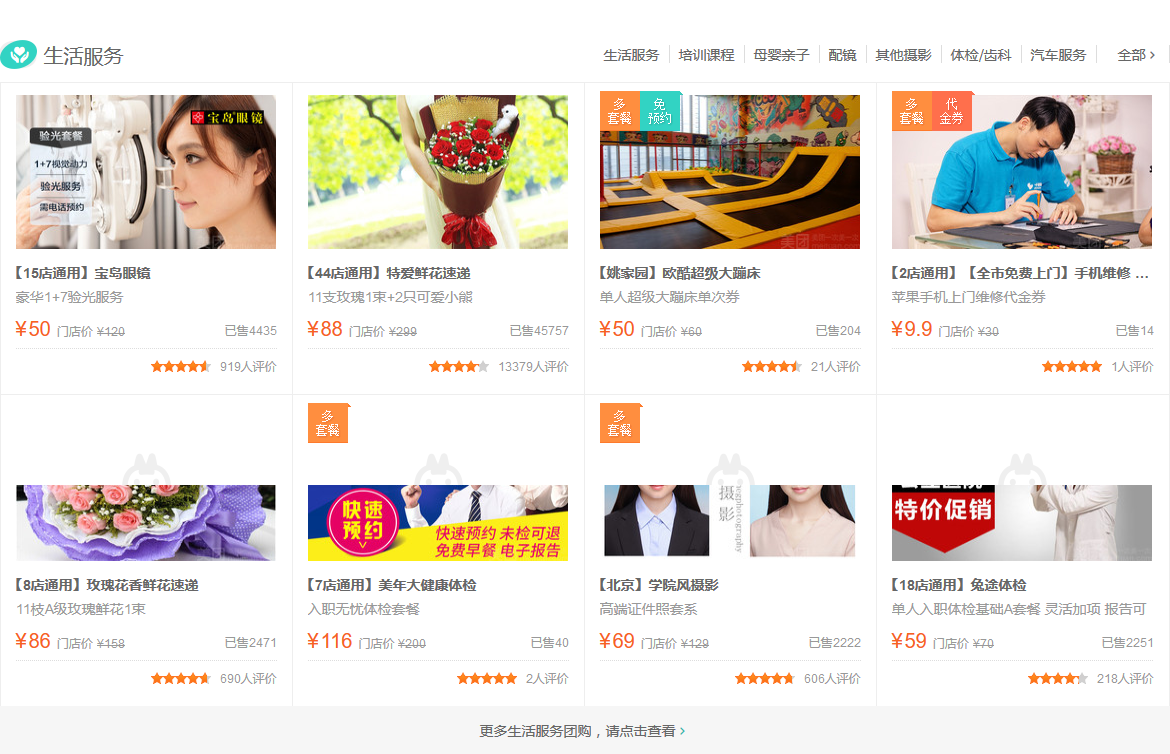 生活服务
生活服务 培训课程 母婴亲子 配镜 其他摄影 体检/齿科 汽车服务 全部 ›
宝岛眼镜
验光套餐
1+7视觉动力
验光服务
需电话预约
【15店通用】宝岛眼镜
豪华1+7验光服务
¥50 门店价 ¥120 已售4435
919人评价
【44店通用】特爱鲜花速递
11支玫瑰1束+2只可爱小熊
¥88 门店价 ¥299 已售45757
13379人评价
多
套餐
免
预约
美团
【姚家园】欧酷超级大蹦床
单人超级大蹦床单次券
¥50 门店价 ¥60 已售204
21人评价
多
套餐
代
金券
【2店通用】【全市免费上门】手机维修 ...
苹果手机上门维修代金券
¥9.9 门店价 ¥30 已售14
1人评价
【8店通用】玫瑰花香鲜花速递
11枝A级玫瑰鲜花1束
¥86 门店价 ¥158 已售2471
690人评价
多
套餐
快速
预约
快速预约 未检可退
免费早餐 电子报告
【7店通用】美年大健康体检
入职无忧体检套餐
¥116 门店价 ¥200 已售40
2人评价
多
套餐
摄影
【北京】学院风摄影
高端证件照套系
¥69 门店价 ¥129 已售2222
606人评价
特价促销
【18店通用】兔途体检
单人入职体检基础A套餐 灵活加项 报告可
¥59 门店价 ¥70 已售2251
218人评价
更多生活服务团购，请点击查看 ›